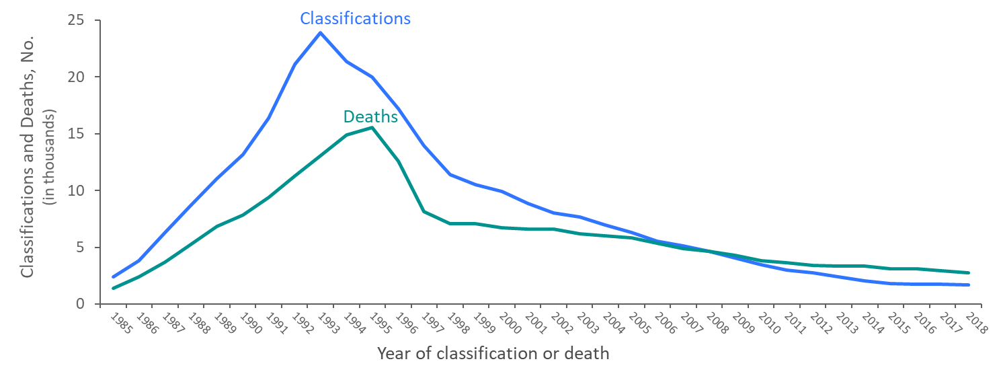 Classifications
Deaths
Classifications and Deaths, No.
(in thousands)
25
20
15
10
5
0
1985 1986 1987 1988 1989 1990 1991 1992 1993 1994 1995 1996 1997 1998 1999 2000 2001 2002 2003 2004 2005 2006 2007 2008 2009 2010 2011 2012 2013 2014 2015 2016 2017 2018
Year of classification or death